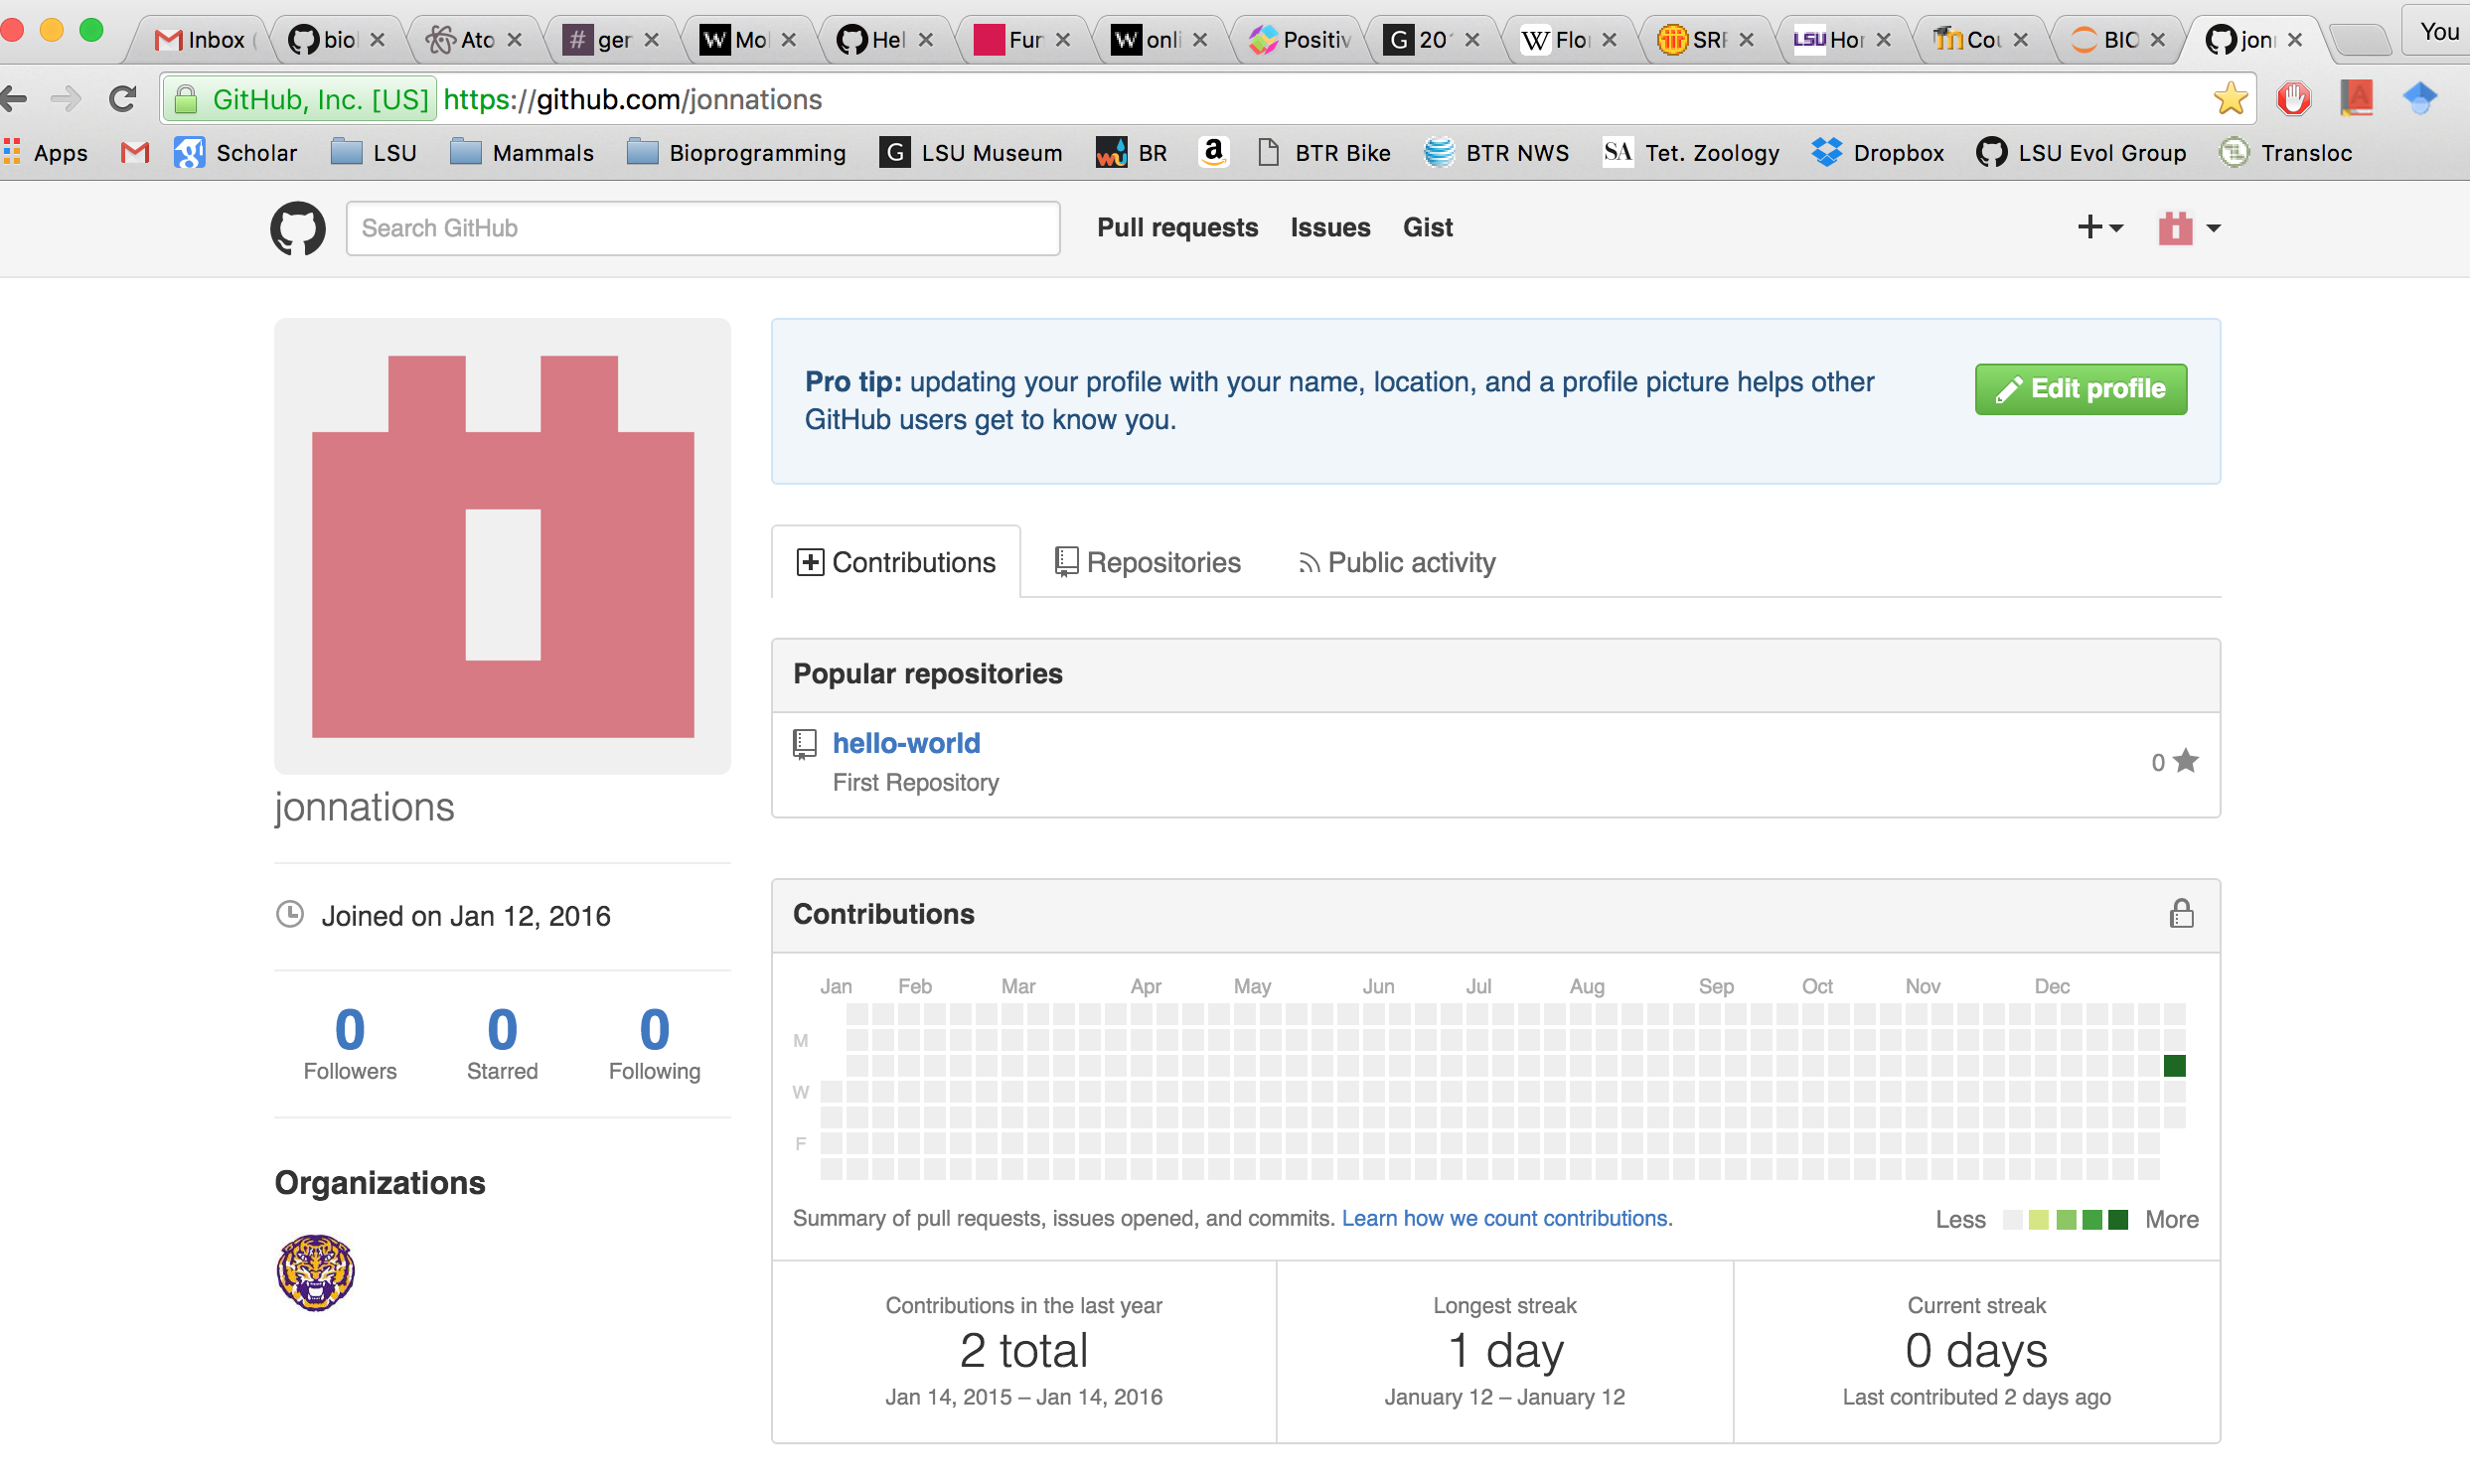 Inbox bio Ato # ger W Mo Hel Fur W onli Positiv G 20 W Flo SRF LSU Hor Cou BIO jon You
GitHub, Inc. [US] https://github.com/jonnations
Apps Scholar LSU Mammals Bioprogramming G LSU Museum BR a BTR Bike BTR NWS SA Tet. Zoology Dropbox LSU Evol Group Transloc
Search GitHub Pull requests Issues Gist
Pro tip: updating your profile with your name, location, and a profile picture helps other
GitHub users get to know you.
Edit profile
Contributions Repositories Public activity
Popular repositories
hello-world
First Repository
0
jonnations
Joined on Jan 12, 2016
0 0 0
Followers Starred Following
Organizations
Contributions
Jan Feb Mar Apr May Jun Jul Aug Sep Oct Nov Dec
M
W
F
Summary of pull requests, issues opened, and commits. Learn how we count contributions.
Less More
Contributions in the last year
2 total
Jan 14, 2015 – Jan 14, 2016
Longest streak
1 day
January 12 – January 12
Current streak
0 days
Last contributed 2 days ago